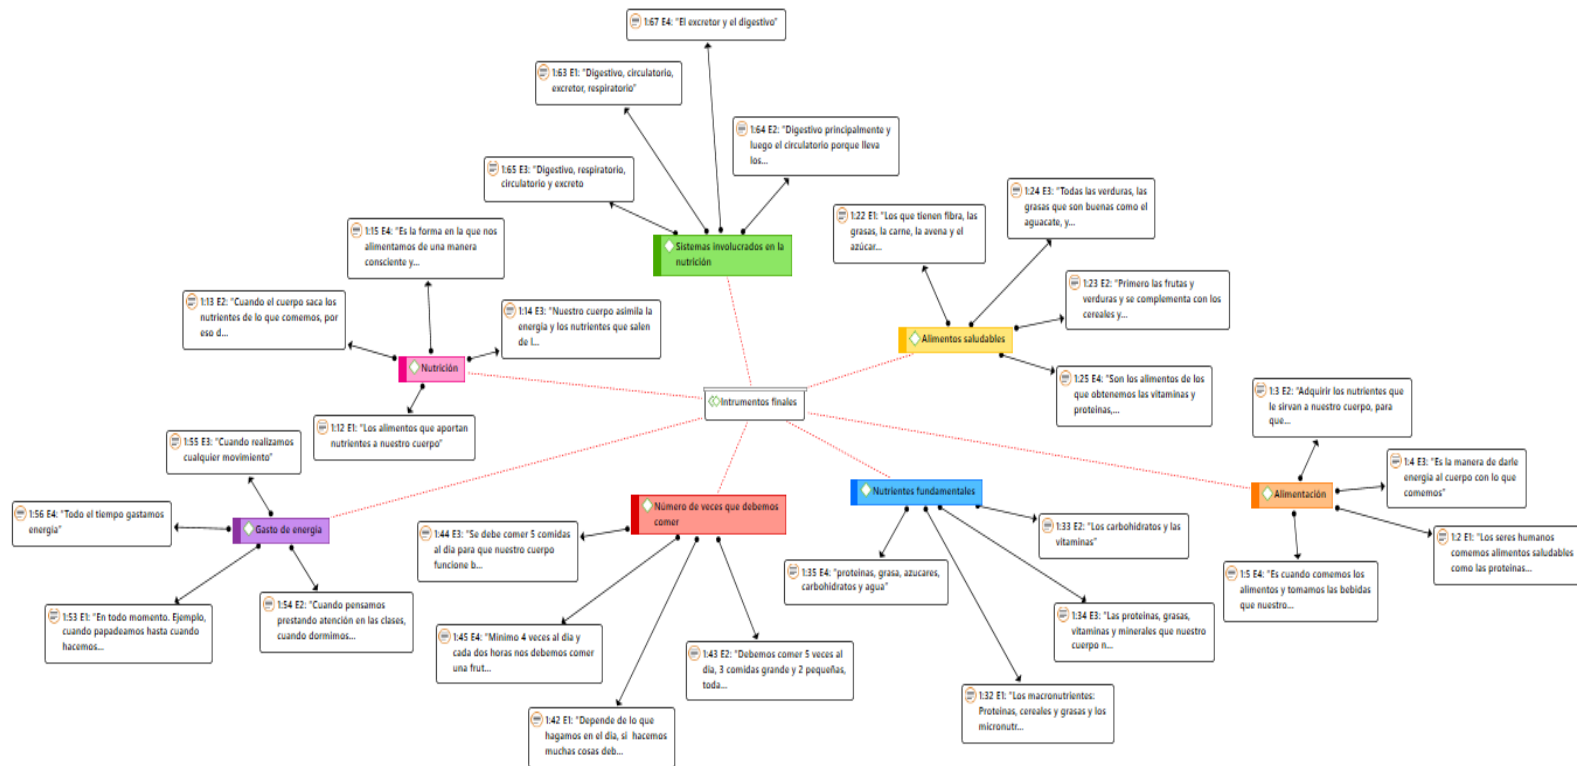 1:67 E4: "El excretor y el digestivo"
1:63 E1: "Digestivo, circulatorio,
excretor, respiratorio"
1:64 E2: "Digestivo principalmente y
luego el circulatorio porque lleva
los...
1:65 E3: "Digestivo, respiratorio,
circulatorio y excreto
Sistemas involucrados en la
nutrición
1:24 E3: "Todas las verduras, las
grasas que son buenas como el
aguacate, y...
1:22 E1: "Los que tienen fibra, las
grasas, la carne, la avena y el
azúcar...
1:23 E2: "Primero las frutas y
verduras y se complementa con los
cereales y...
Alimentos saludables
1:25 E4: "Son los alimentos de los
que obtenemos las vitaminas y
proteinas,...
1:15 E4: "Es la forma en la que nos
alimentamos de una manera
consciente y...
1:13 E2: "Cuando el cuerpo saca los
nutrientes de lo que comemos, por
eso d...
1:14 E3: "Nuestro cuerpo asimila la
energia y los nutrientes que salen
de l...
Nutrición
1:12 E1: "Los alimentos que aportan
nutrientes a nuestro cuerpo"
Intrumentos finales
1:3 E2: "Adquirir los nutrientes que
le sirvan a nuestro cuerpo, para
que...
1:4 E3: "Es la manera de darle
energia al cuerpo con lo que
comemos"
Alimentación
1:2 E1: "Los seres humanos
comemos alimentos saludables
como las proteinas...
1:5 E4: "Es cuando comemos los
alimentos y tomamos las bebidas
que nuestro...
1:55 E3: "Cuando realizamos
cualquier movimiento"
1:56 E4: "Todo el tiempo gastamos
energia"
Gasto de energía
1:53 E1: "En todo momento. Ejemplo,
cuando papadeamos hasta cuando
hacemos...
1:54 E2: "Cuando pensamos
prestando atención en las clases,
cuando dormimos...
Número de veces que debemos
comer
1:44 E3: "Se debe comer 5 comidas
al día para que nuestro cuerpo
funcione b...
1:45 E4: "Minimo 4 veces al dia y
cada dos horas nos debemos comer
una frut...
1:43 E2: "Debemos comer 5 veces al
dia, 3 comidas grande y 2 pequeñas,
toda...
1:42 E1: "Depende de lo que
hagamos en el dia, si hacemos
muchas cosas deb...
Nutrientes fundamentales
1:33 E2: "Los carbohidratos y las
vitaminas"
1:35 E4: "proteinas, grasa, azucares,
carbohidratos y agua"
1:34 E3: "Las proteinas, grasas,
vitaminas y minerales que nuestro
cuerpo n...
1:32 E1: "Los macronutrientes:
Proteinas, cereales y grasas y los
micronutr...